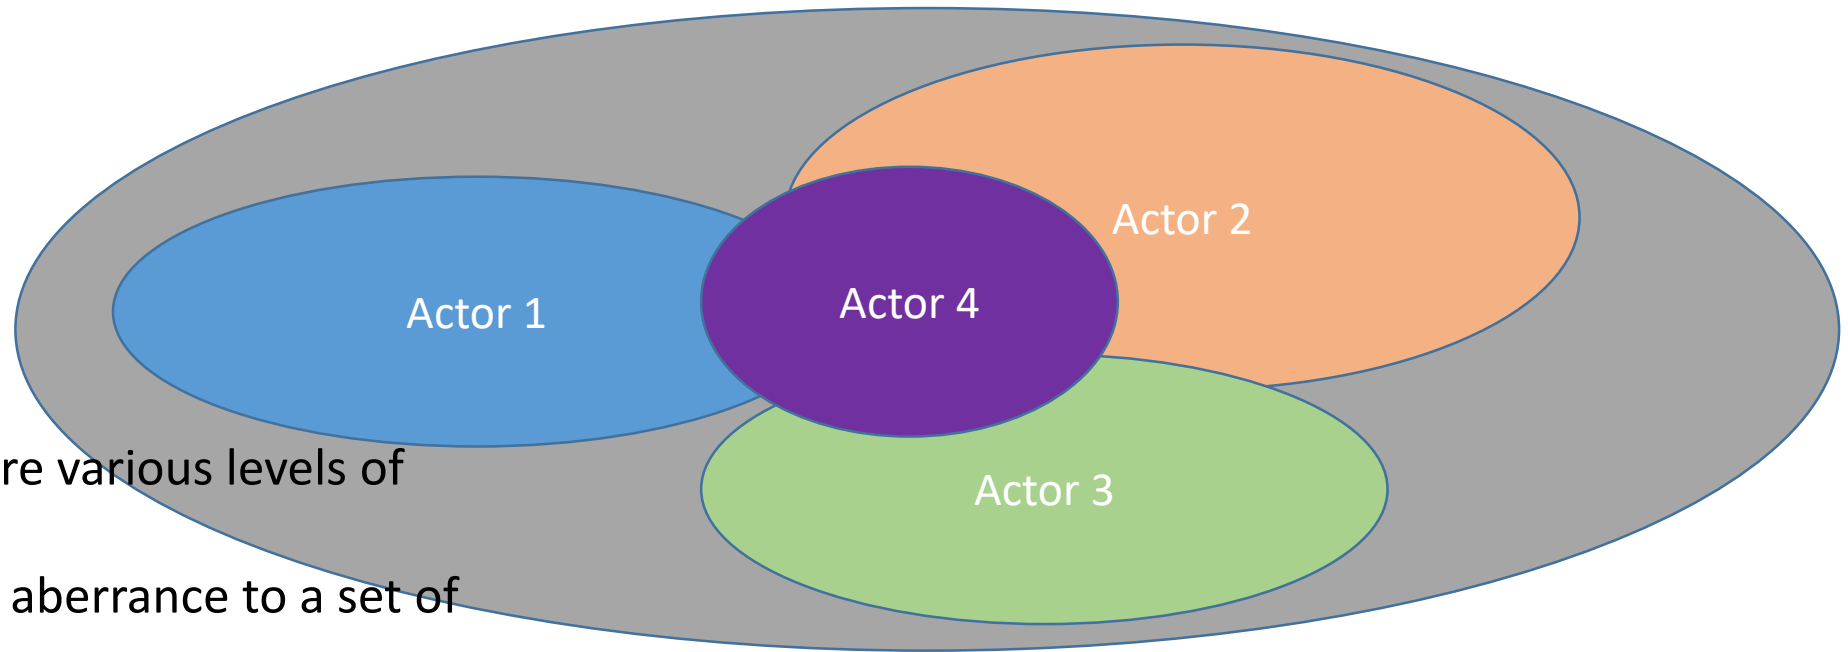 Actor 2
Actor 4
Actor 1
re various levels of
Actor 3
aberrance to a set of